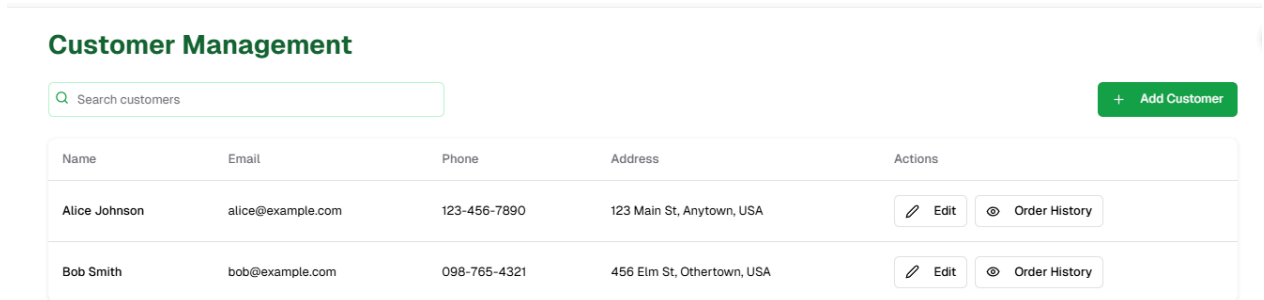 Customer Management
Search customers
+ Add Customer
Name Email Phone Address Actions
Alice Johnson alice@example.com 123-456-7890 123 Main St, Anytown, USA Edit Order History
Bob Smith bob@example.com 098-765-4321 456 Elm St, Othertown, USA Edit Order History